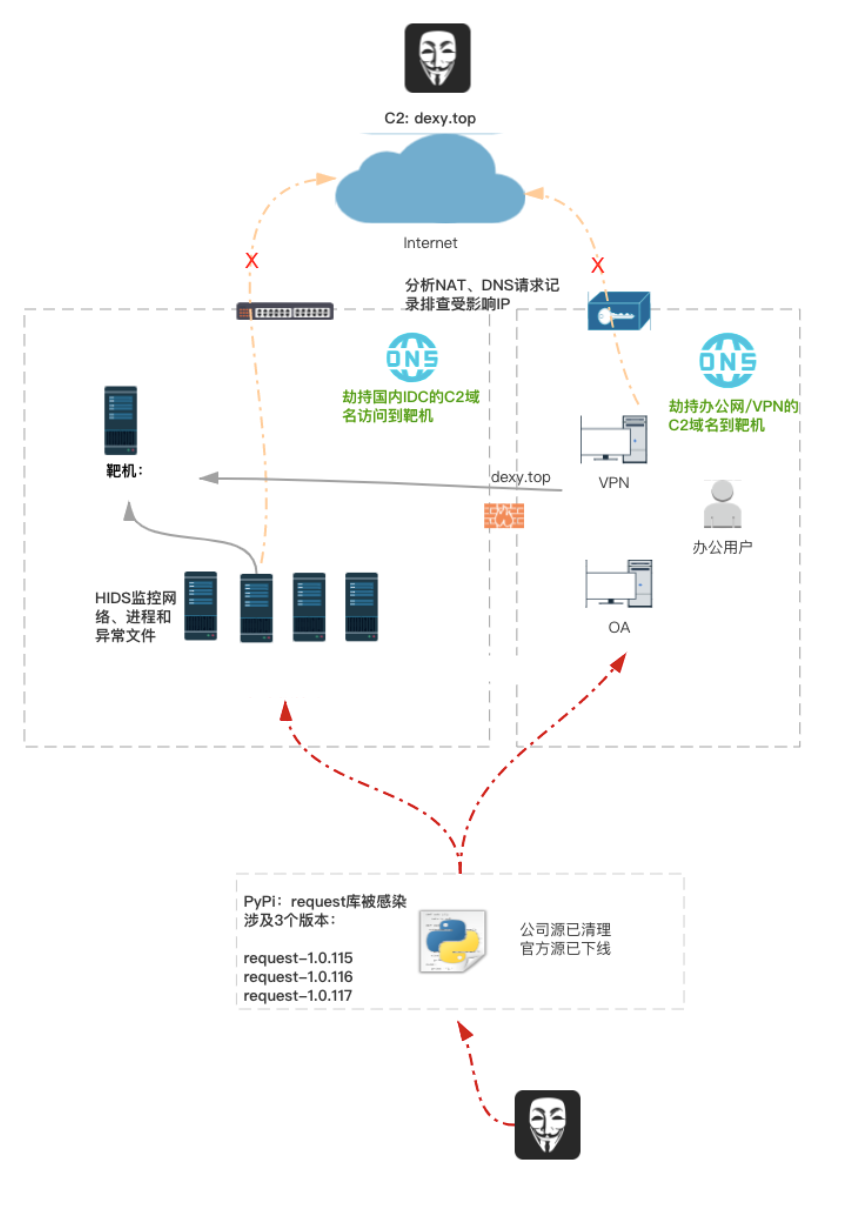 C2: dexy.top
Internet
分析NAT、DNS请求记
录排查受影响IP
DNS
劫持国内IDC的C2域
名访问到靶机
DNS
劫持办公网/VPN的
C2域名到靶机
靶机：
dexy.top
VPN
办公用户
HIDS监控网
络、进程和
异常文件
OA
PyPi：request库被感染
涉及3个版本：
request-1.0.115
request-1.0.116
request-1.0.117
公司源已清理
官方源已下线